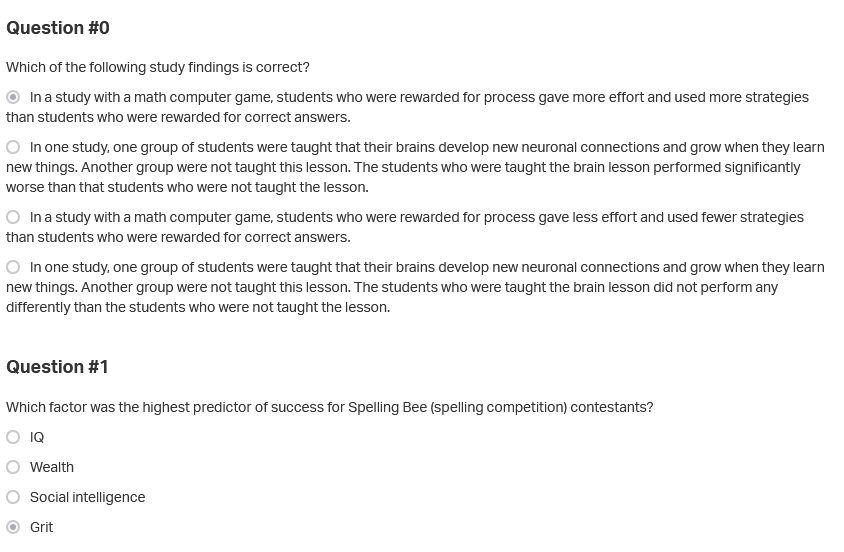 Question #0
Which of the following study findings is correct?
In a study with a math computer game, students who were rewarded for process gave more effort and used more strategies
than students who were rewarded for correct answers.
In one study, one group of students were taught that their brains develop new neuronal connections and grow when they learn
new things. Another group were not taught this lesson. The students who were taught the brain lesson performed significantly
worse than that students who were not taught the lesson.
In a study with a math computer game, students who were rewarded for process gave less effort and used fewer strategies
than students who were rewarded for correct answers.
In one study, one group of students were taught that their brains develop new neuronal connections and grow when they learn
new things. Another group were not taught this lesson. The students who were taught the brain lesson did not perform any
differently than the students who were not taught the lesson.
Question #1
Which factor was the highest predictor of success for Spelling Bee (spelling competition) contestants?
IQ
Wealth
Social intelligence
Grit